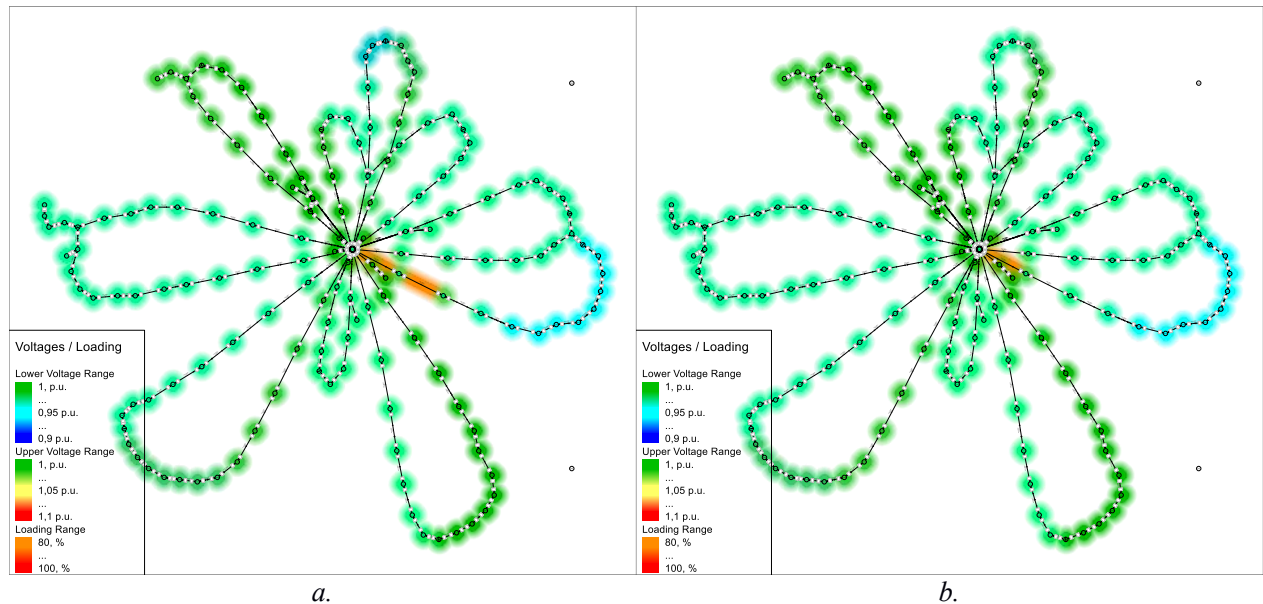 Voltages / Loading
Lower Voltage Range
1, p.u.
...
0,95 p.u.
...
0,9 p.u.
Upper Voltage Range
1, p.u.
...
1,05 p.u.
...
1,1 p.u.
Loading Range
80, %
...
100, %
Voltages / Loading
Lower Voltage Range
1, p.u.
...
0,95 p.u.
...
0,9 p.u.
Upper Voltage Range
1, p.u.
...
1,05 p.u.
...
1,1 p.u.
Loading Range
80, %
...
100, %
a.
b.